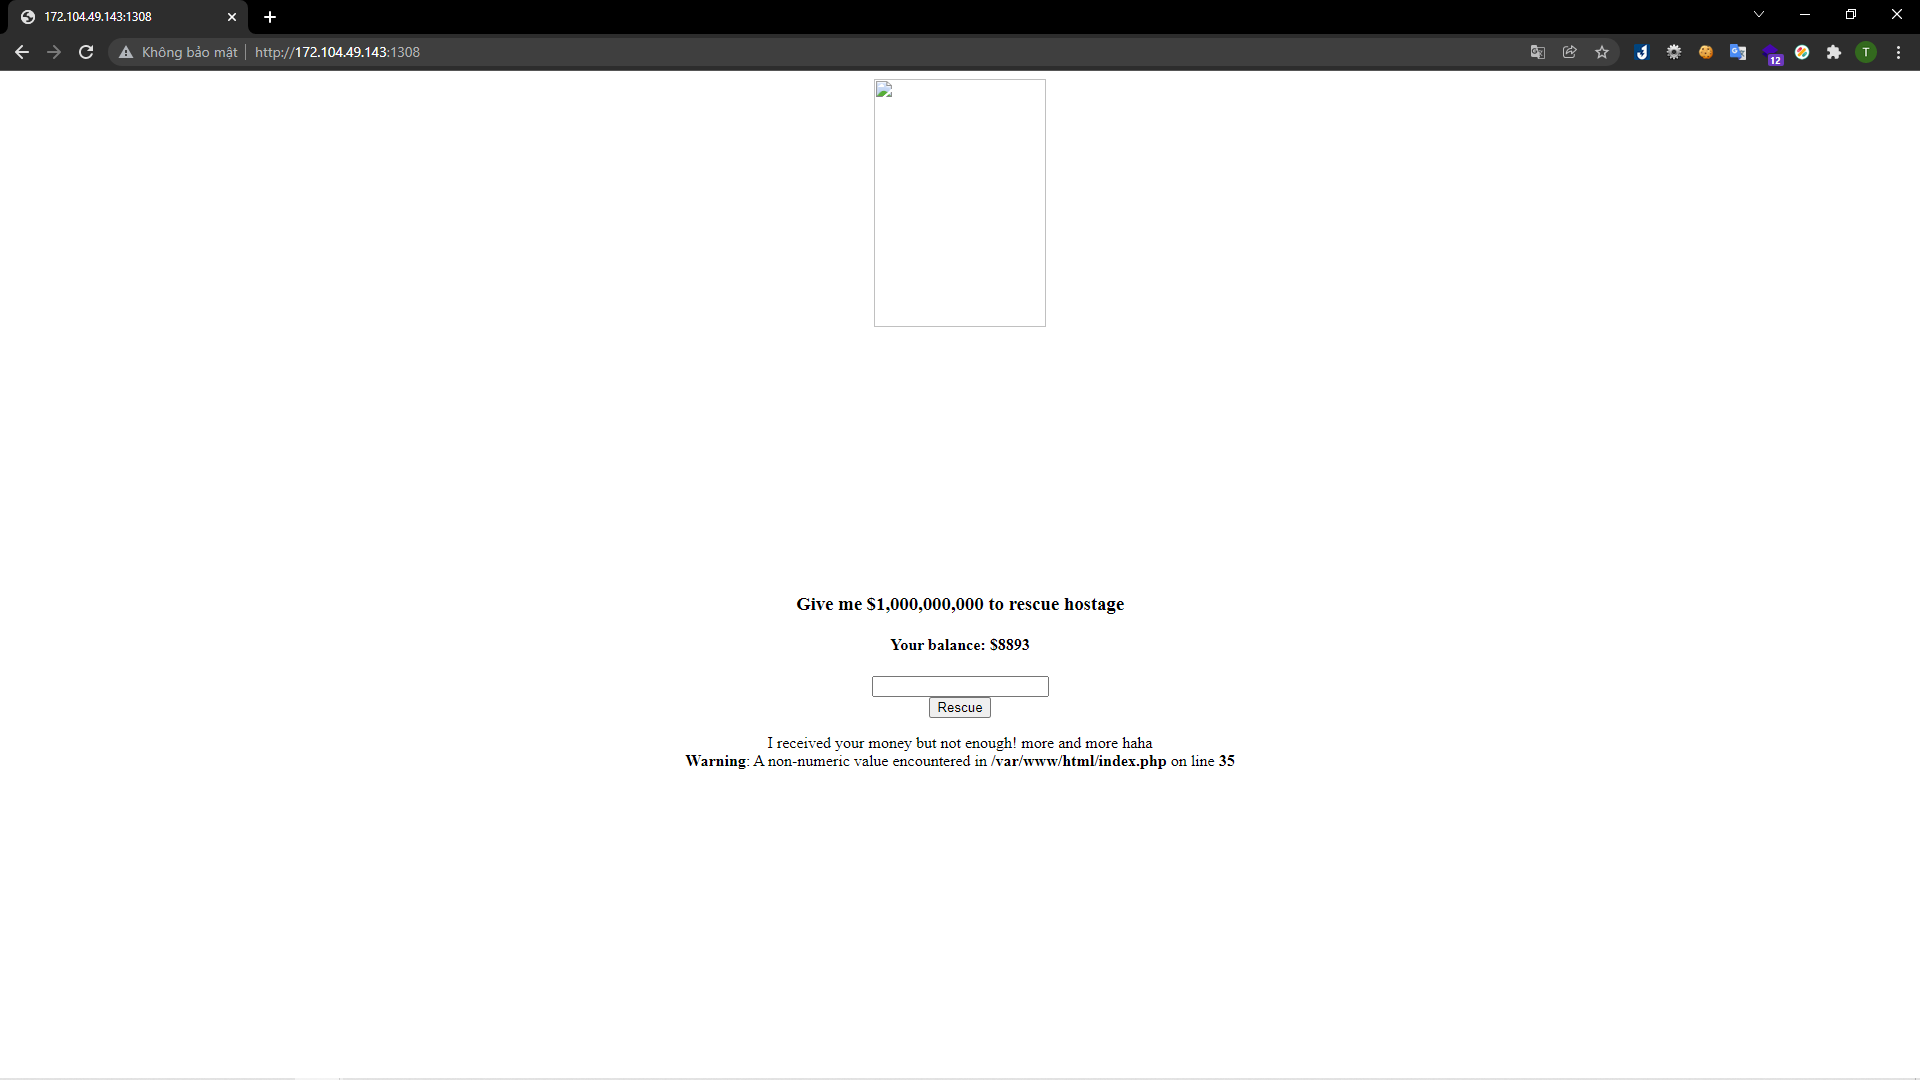 172.104.49.143:1308
Không bảo mật
http://172.104.49.143:1308
12
T
Give me $1,000,000,000 to rescue hostage
Your balance: $8893
Rescue
I received your money but not enough! more and more haha
Warning: A non-numeric value encountered in /var/www/html/index.php on line 35